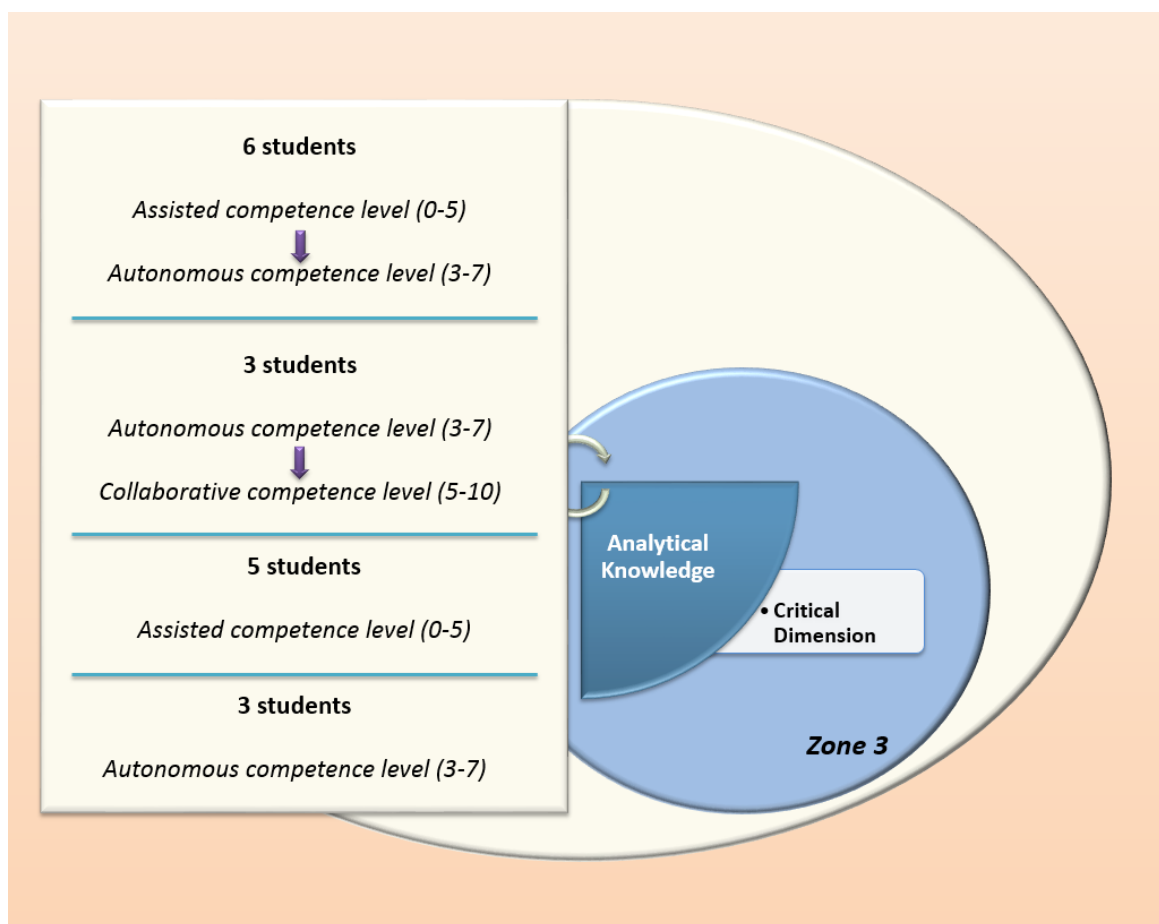 6 students
Assisted competence level (0-5)
Autonomous competence level (3-7)
3 students
Autonomous competence level (3-7)
Collaborative competence level (5-10)
5 students
Assisted competence level (0-5)
3 students
Autonomous competence level (3-7)
Analytical
Knowledge
• Critical
Dimension
Zone 3